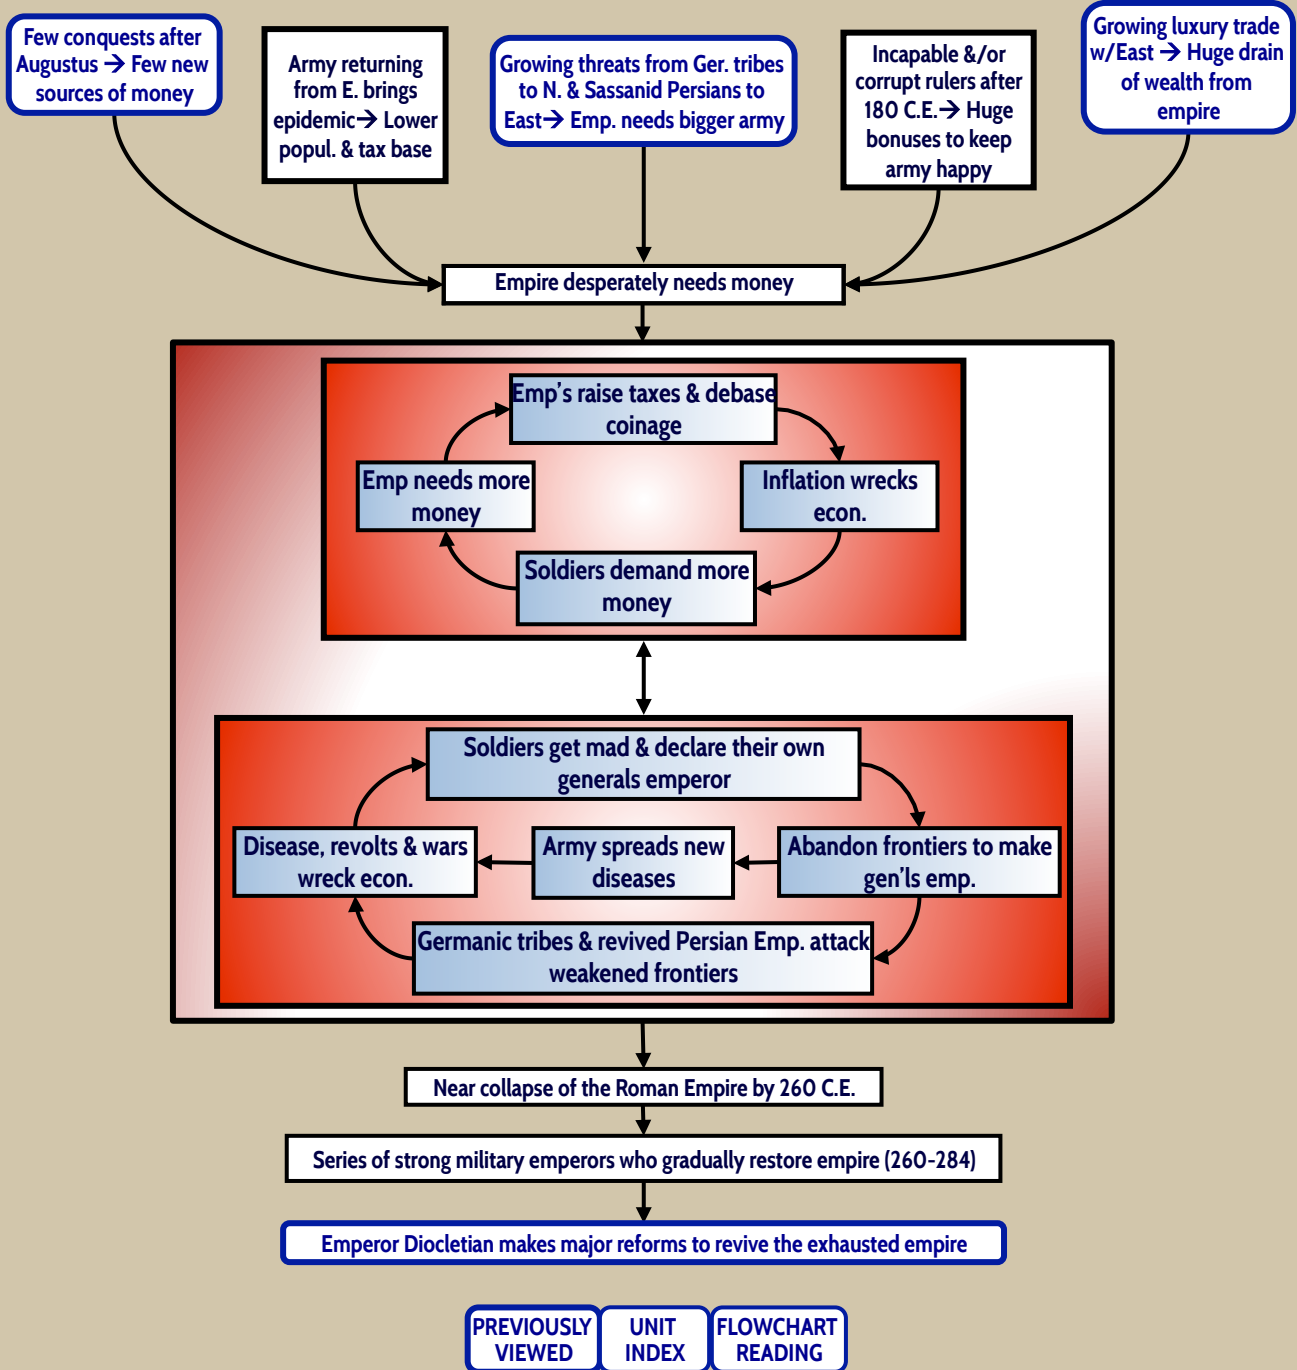 Few conquests after
Augustus → Few new
sources of money
Army returning
from E. brings
epidemic→ Lower
popul. & tax base
Growing threats from Ger. tribes
to N. & Sassanid Persians to
East→ Emp. needs bigger army
Incapable &/or
corrupt rulers after
180 C.E.→ Huge
bonuses to keep
army happy
Growing luxury trade
w/East → Huge drain
of wealth from
empire
Empire desperately needs money
Emp's raise taxes & debase
coinage
Emp needs more
money
Inflation wrecks
econ.
Soldiers demand more
money
Soldiers get mad & declare their own
generals emperor
Disease, revolts & wars
wreck econ.
Army spreads new
diseases
Abandon frontiers to make
gen'ls emp.
Germanic tribes & revived Persian Emp. attack
weakened frontiers
Near collapse of the Roman Empire by 260 C.E.
Series of strong military emperors who gradually restore empire (260-284)
Emperor Diocletian makes major reforms to revive the exhausted empire
PREVIOUSLY
VIEWED
UNIT
INDEX
FLOWCHART
READING